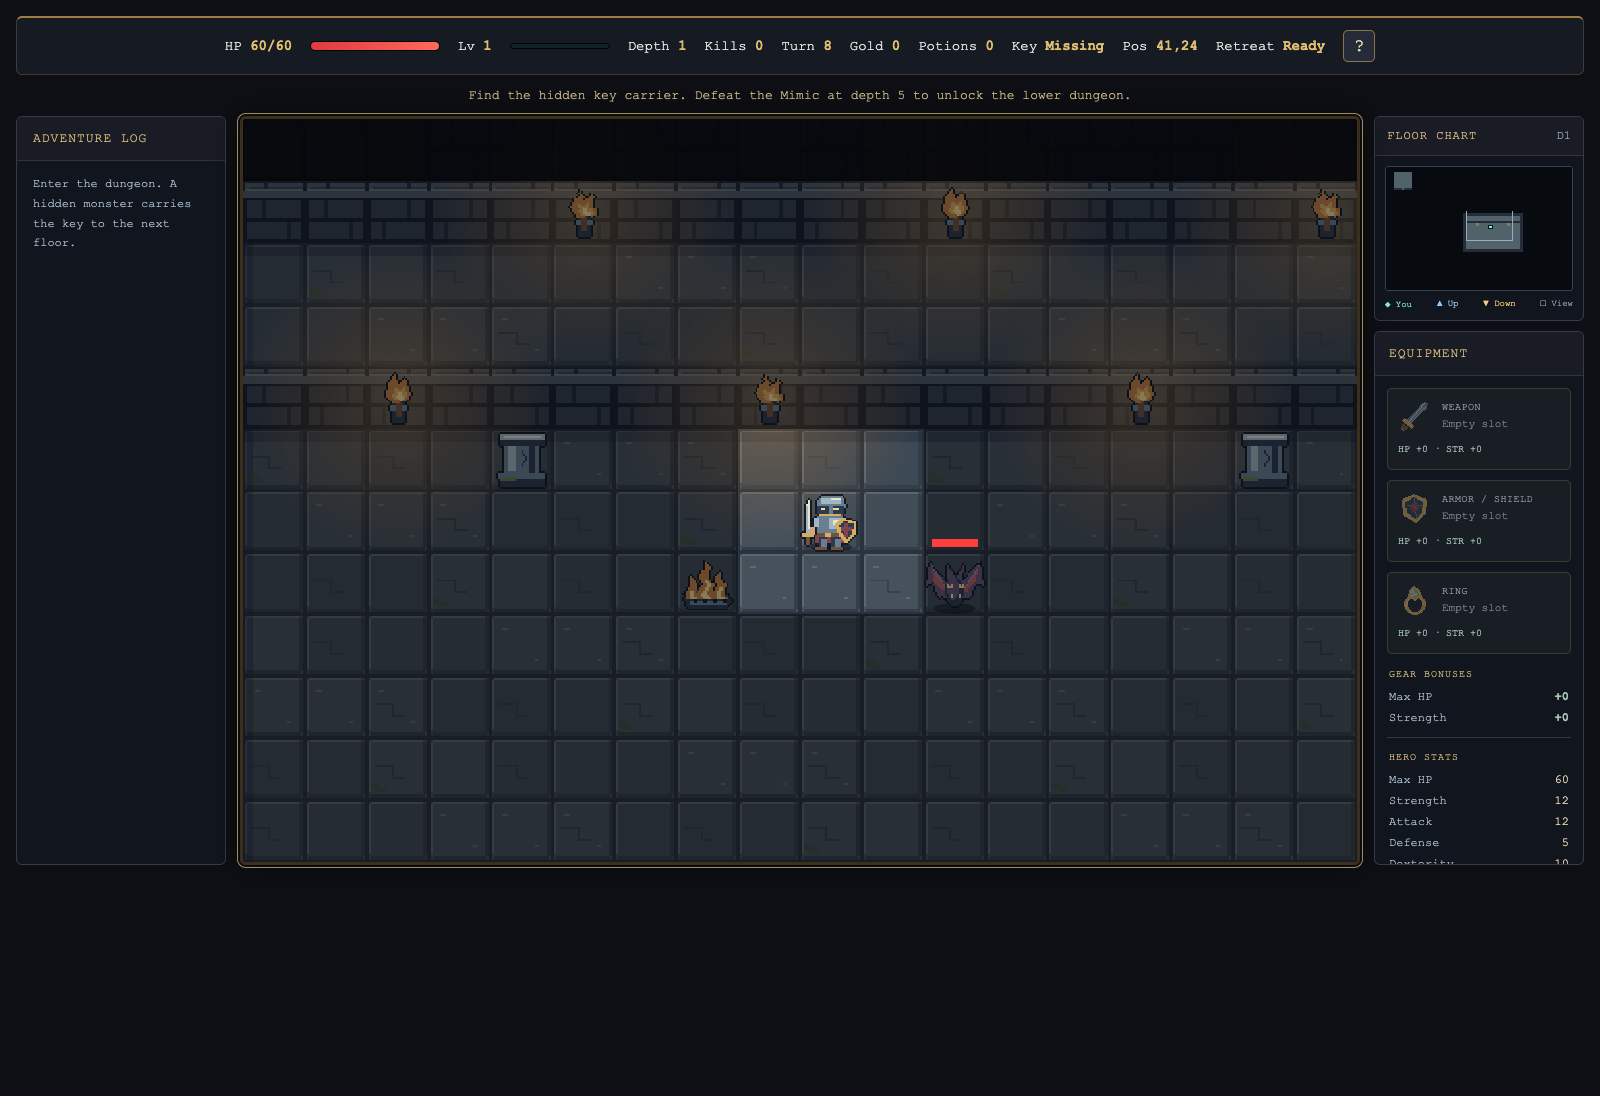 HP 60/60 Lv 1 Depth 1 Kills 0 Turn 8 Gold 0 Potions 0 Key Missing Pos 41,24 Retreat Ready ?
Find the hidden key carrier. Defeat the Mimic at depth 5 to unlock the lower dungeon.
ADVENTURE LOG
Enter the dungeon. A
hidden monster carries
the key to the next
floor.
FLOOR CHART D1
◆ You ▲ Up ▼ Down □ View
EQUIPMENT
WEAPON
Empty slot
HP +0 · STR +0
ARMOR / SHIELD
Empty slot
HP +0 · STR +0
RING
Empty slot
HP +0 · STR +0
GEAR BONUSES
Max HP +0
Strength +0
HERO STATS
Max HP 60
Strength 12
Attack 12
Defense 5
Dexterity 10